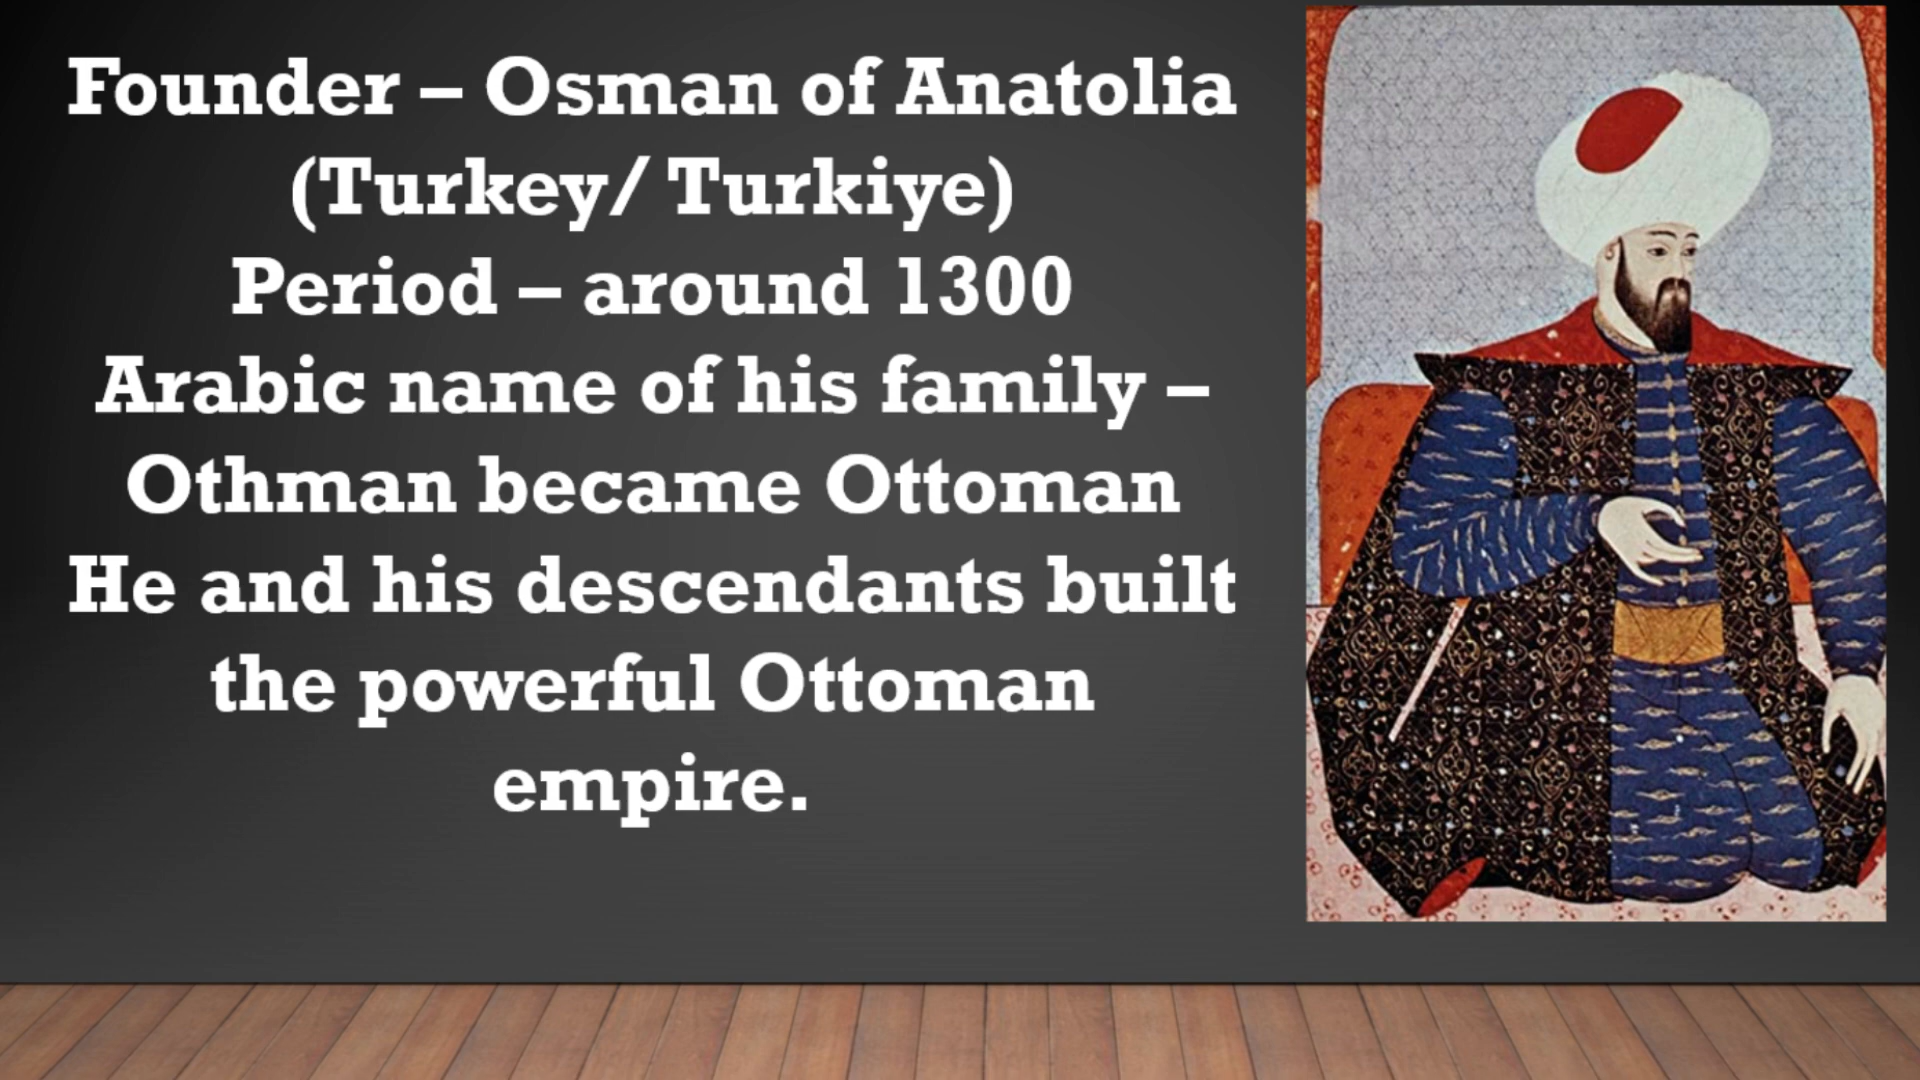 Founder – Osman of Anatolia
(Turkey/ Turkiye)
Period – around 1300
Arabic name of his family –
Othman became Ottoman
He and his descendants built
the powerful Ottoman
empire.